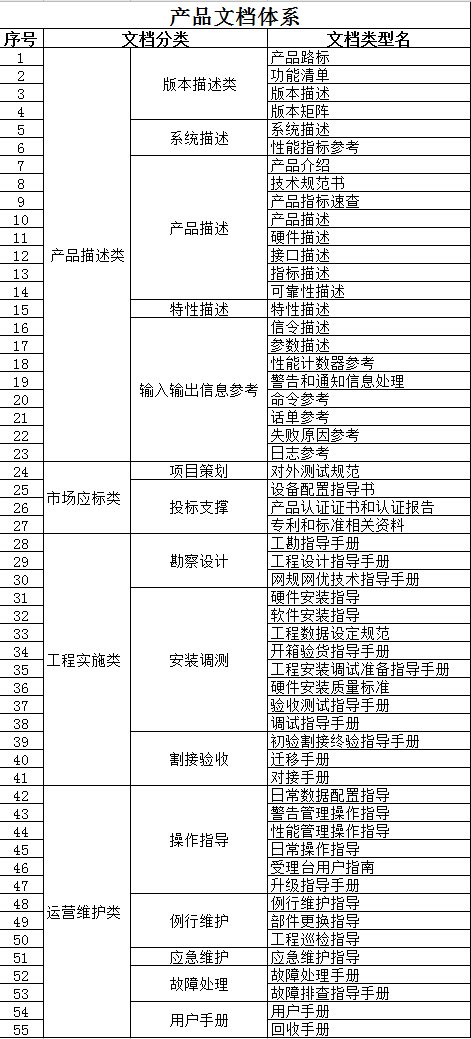 产品文档体系
序号 文档分类 文档类型名
1 产品描述类 版本描述类 产品路标
2 功能清单
3 版本描述
4 版本矩阵
5 系统描述 系统描述
6 性能指标参考
7 产品描述 产品介绍
8 技术规范书
9 产品指标速查
10 产品描述
11 硬件描述
12 接口描述
13 指标描述
14 可靠性描述
15 特性描述 特性描述
16 输入输出信息参考 信令描述
17 参数描述
18 性能计数器参考
19 警告和通知信息处理
20 命令参考
21 话单参考
22 失败原因参考
23 日志参考
24 市场应标类 项目策划 对外测试规范
25 投标支撑 设备配置指导书
26 产品认证证书和认证报告
27 专利和标准相关资料
28 工程实施类 勘察设计 工勘指导手册
29 工程设计指导手册
30 网规网优技术指导手册
31 安装调测 硬件安装指导
32 软件安装指导
33 工程数据设定规范
34 开箱验货指导手册
35 工程安装调试准备指导手册
36 硬件安装质量标准
37 验收测试指导手册
38 调试指导手册
39 割接验收 初验割接终验指导手册
40 迁移手册
41 对接手册
42 运营维护类 操作指导 日常数据配置指导
43 警告管理操作指导
44 性能管理操作指导
45 日常操作指导
46 受理台用户指南
47 升级指导手册
48 例行维护 例行维护指导
49 部件更换指导
50 工程巡检指导
51 应急维护 应急维护指导
52 故障处理 故障处理手册
53 故障排查指导手册
54 用户手册 用户手册
55 回收手册